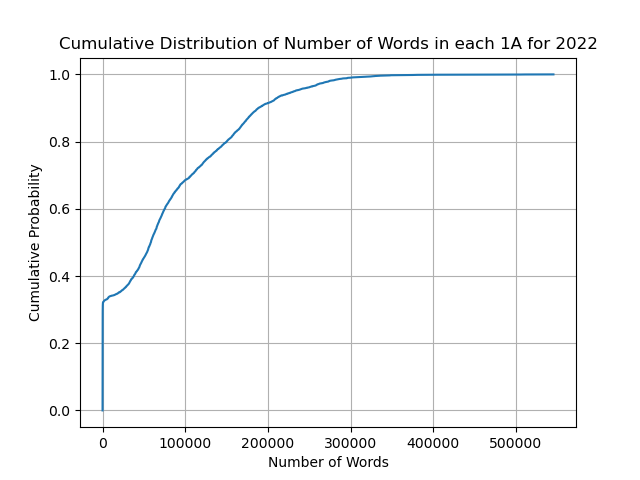 Cumulative Distribution of Number of Words in each 1A for 2022
1.0
0.8
0.6
0.4
0.2
0.0
Cumulative Probability
0 100000 200000 300000 400000 500000
Number of Words